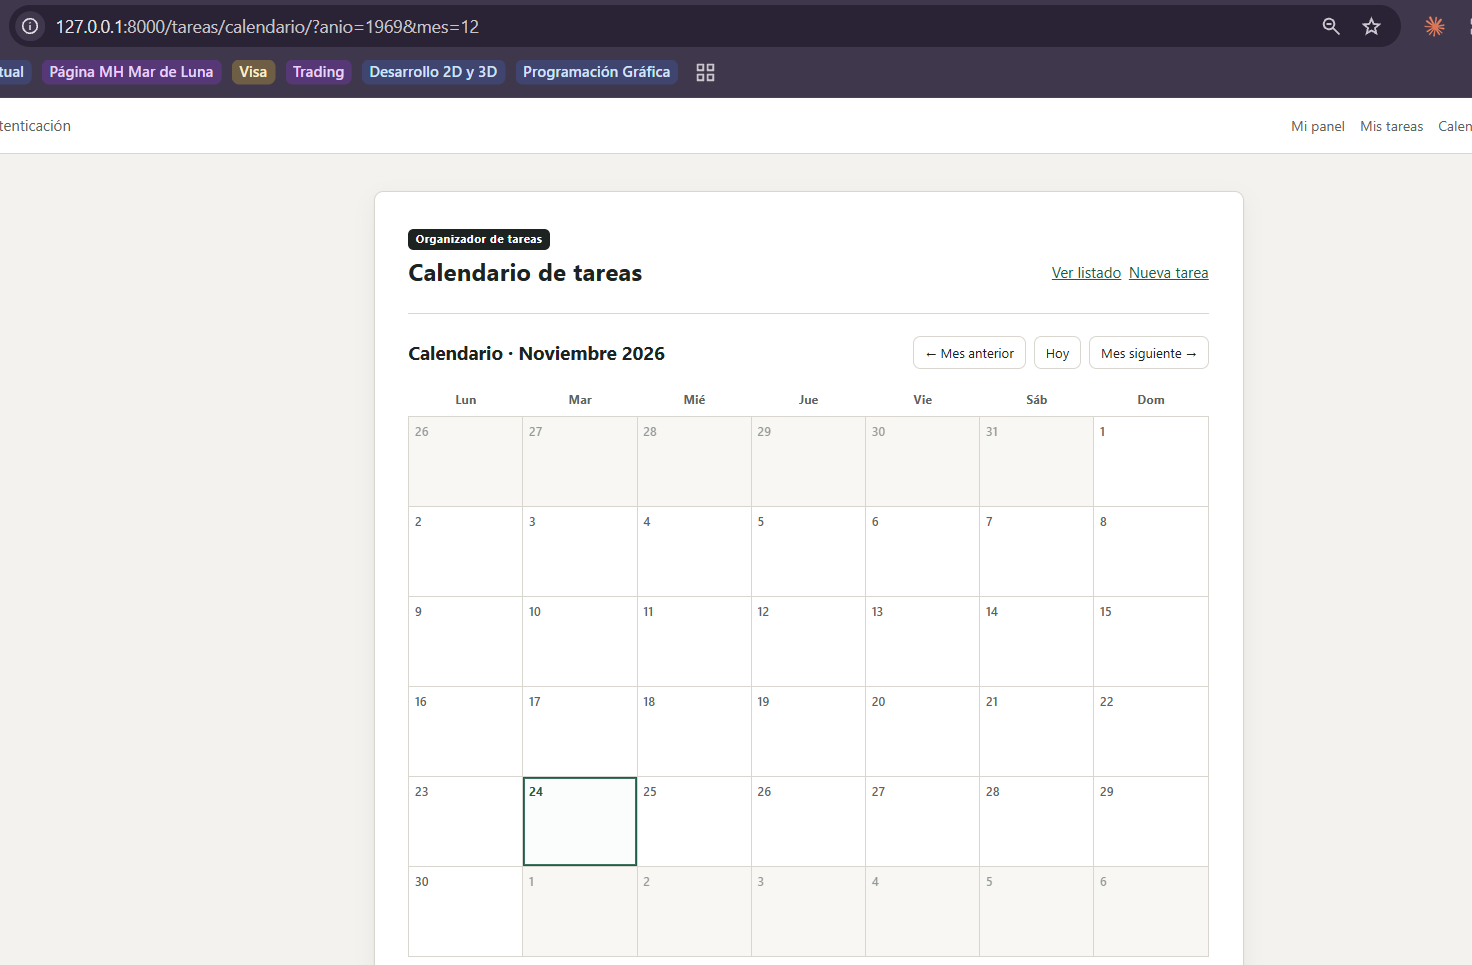 127.0.0.1:8000/tareas/calendario/?anio=1969&mes=12
tual Página MH Mar de Luna Visa Trading Desarrollo 2D y 3D Programación Gráfica
tenticación Mi panel Mis tareas Calen
Organizador de tareas
Calendario de tareas Ver listado Nueva tarea
Calendario · Noviembre 2026 ← Mes anterior Hoy Mes siguiente →
Lun Mar Mié Jue Vie Sáb Dom
26 27 28 29 30 31 1
2 3 4 5 6 7 8
9 10 11 12 13 14 15
16 17 18 19 20 21 22
23 24 25 26 27 28 29
30 1 2 3 4 5 6